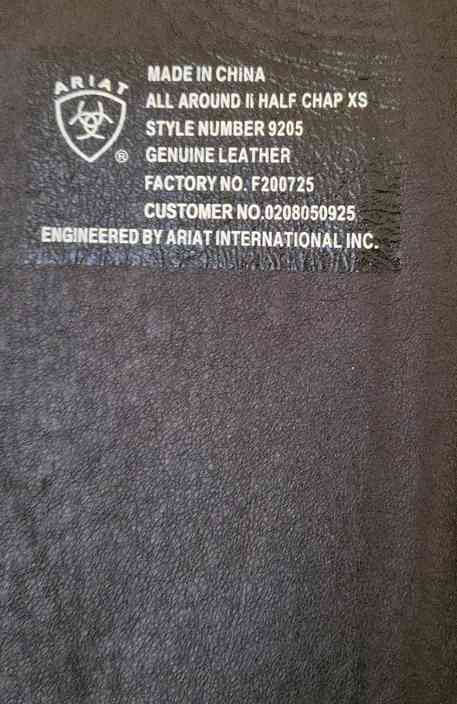 ARIAT
®
MADE IN CHINA
ALL AROUND II HALF CHAP XS
STYLE NUMBER 9205
GENUINE LEATHER
FACTORY NO. F200725
CUSTOMER NO.0208050925
ENGINEERED BY ARIAT INTERNATIONAL INC.